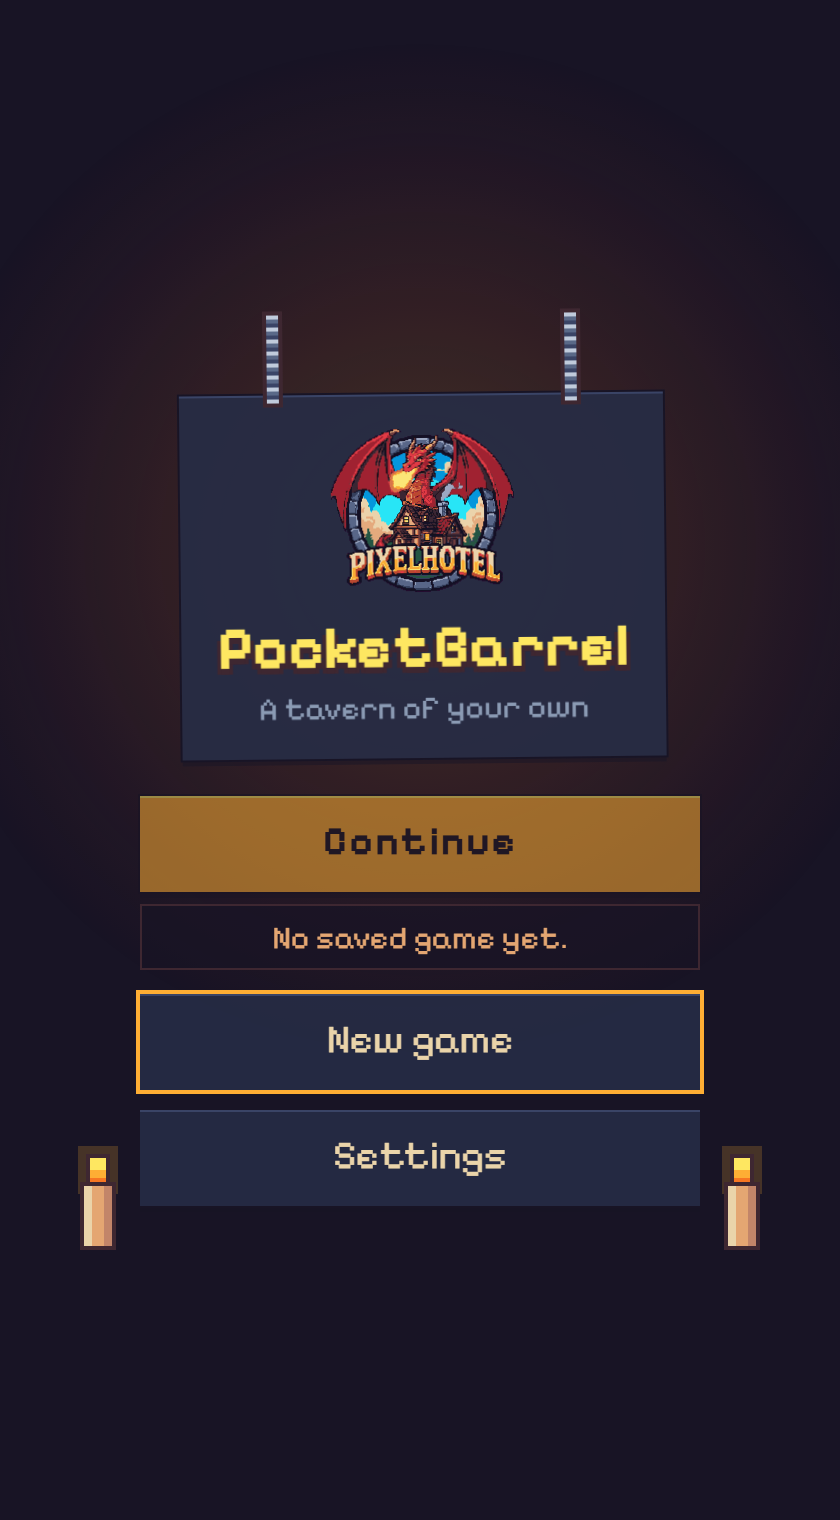 PIXELHOTEL
PocketBarrel
A tavern of your own
Continue
No saved game yet.
New game
Settings